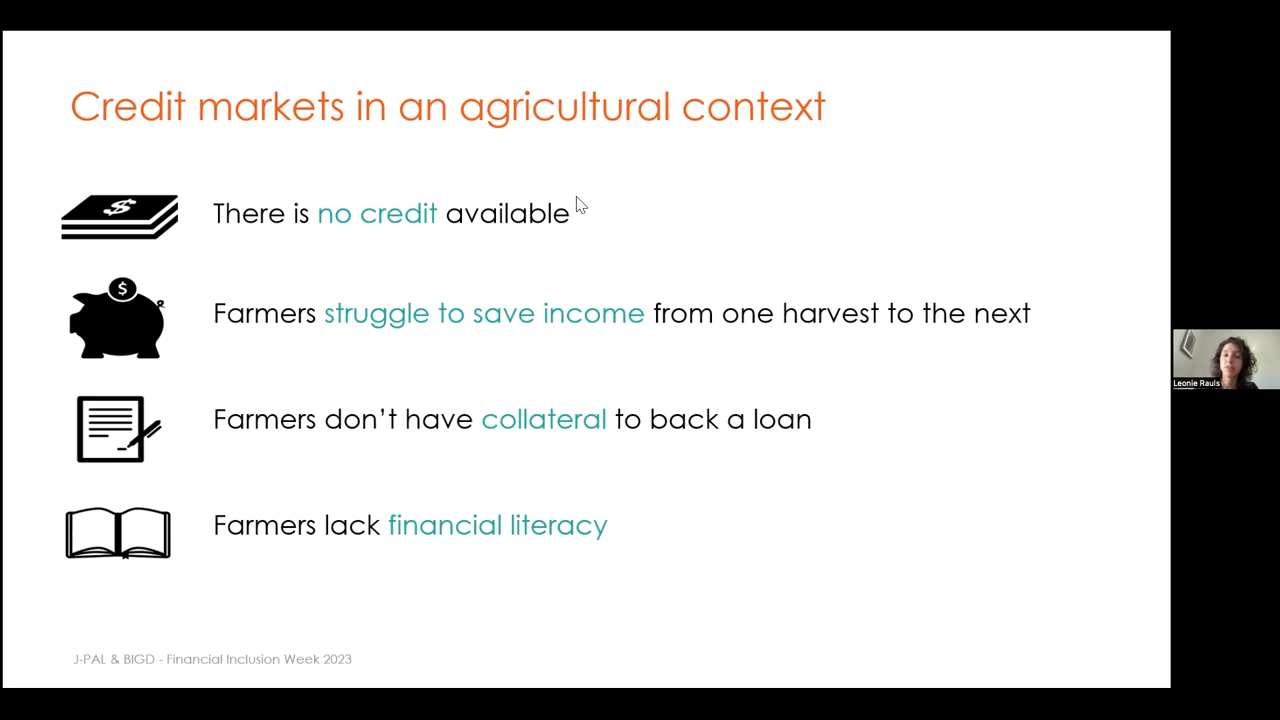 Credit markets in an agricultural context
$
There is no credit available
$
Farmers struggle to save income from one harvest to the next
Farmers don't have collateral to back a loan
Farmers lack financial literacy
J-PAL & BIGD - Financial Inclusion Week 2023
Leonie Rauls